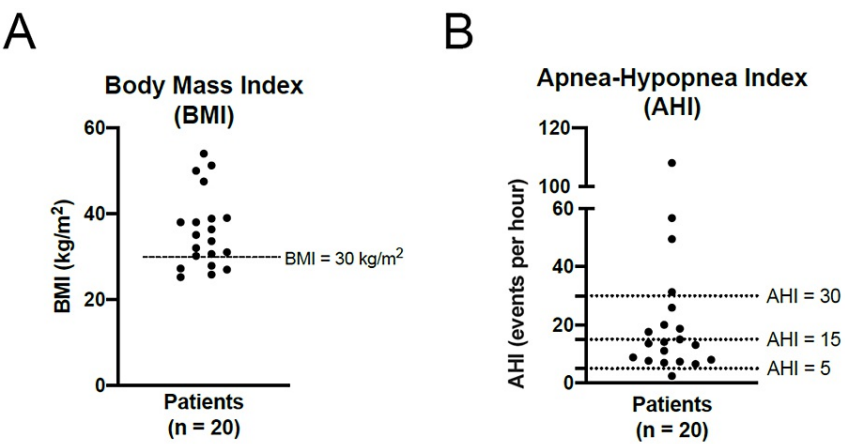 A
Body Mass Index
(BMI)
60
40
20
0
BMI (kg/m²)
BMI = 30 kg/m²
Patients
(n = 20)
B
Apnea-Hypopnea Index
(AHI)
120
100
60
40
20
0
AHI (events per hour)
AHI = 30
AHI = 15
AHI = 5
Patients
(n = 20)